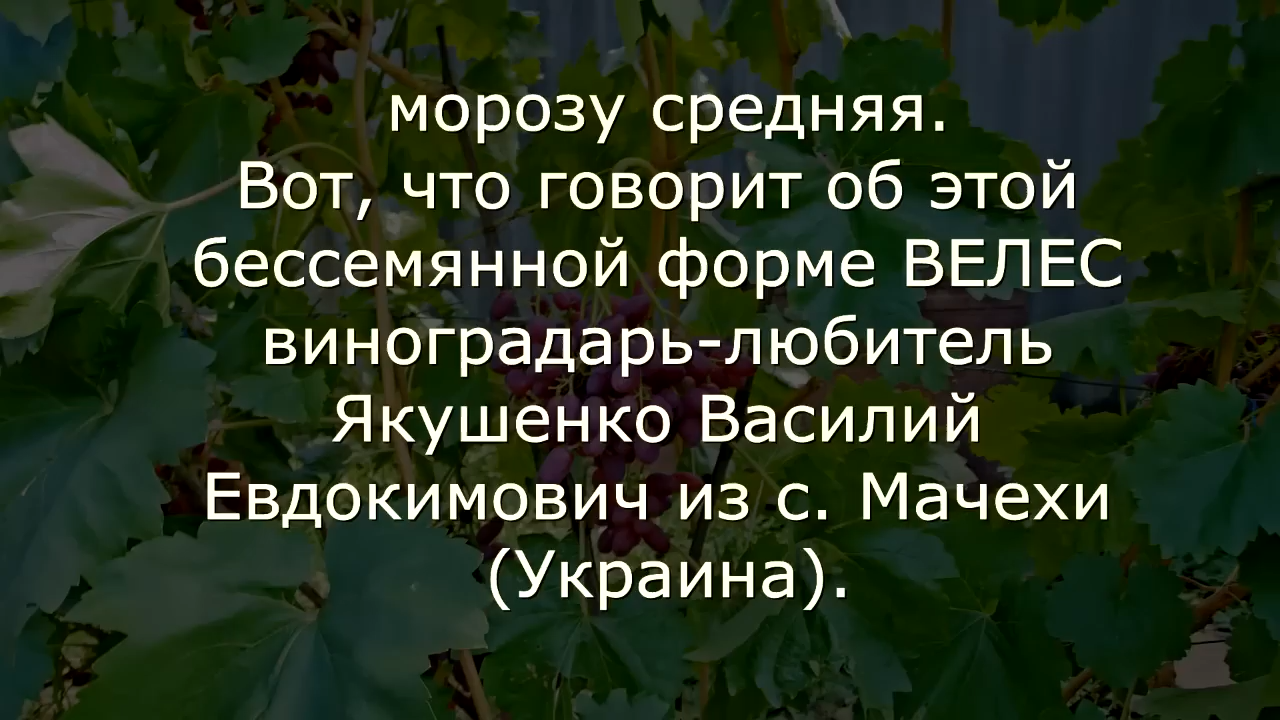 морозу средняя.
Вот, что говорит об этой
бессемянной форме ВЕЛЕС
виноградарь-любитель
Якушенко Василий
Евдокимович из с. Мачехи
(Украина).